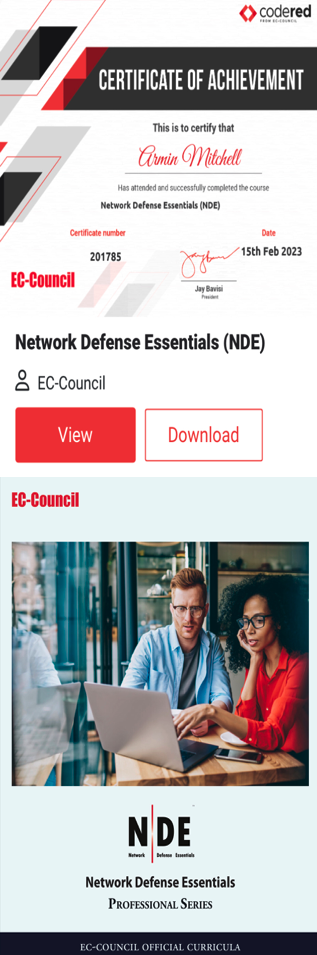 codered
FROM EC-COUNCIL
CERTIFICATE OF ACHIEVEMENT
This is to certify that
Armin Mitchell
Has attended and successfully completed the course
Network Defense Essentials (NDE)
Certificate number
Date
201785
15th Feb 2023
EC-Council
Jay Bavisi
President
Network Defense Essentials (NDE)
EC-Council
View
Download
EC-Council
NDE
Network Defense Essentials
Network Defense Essentials
Professional Series
EC-COUNCIL OFFICIAL CURRICULA